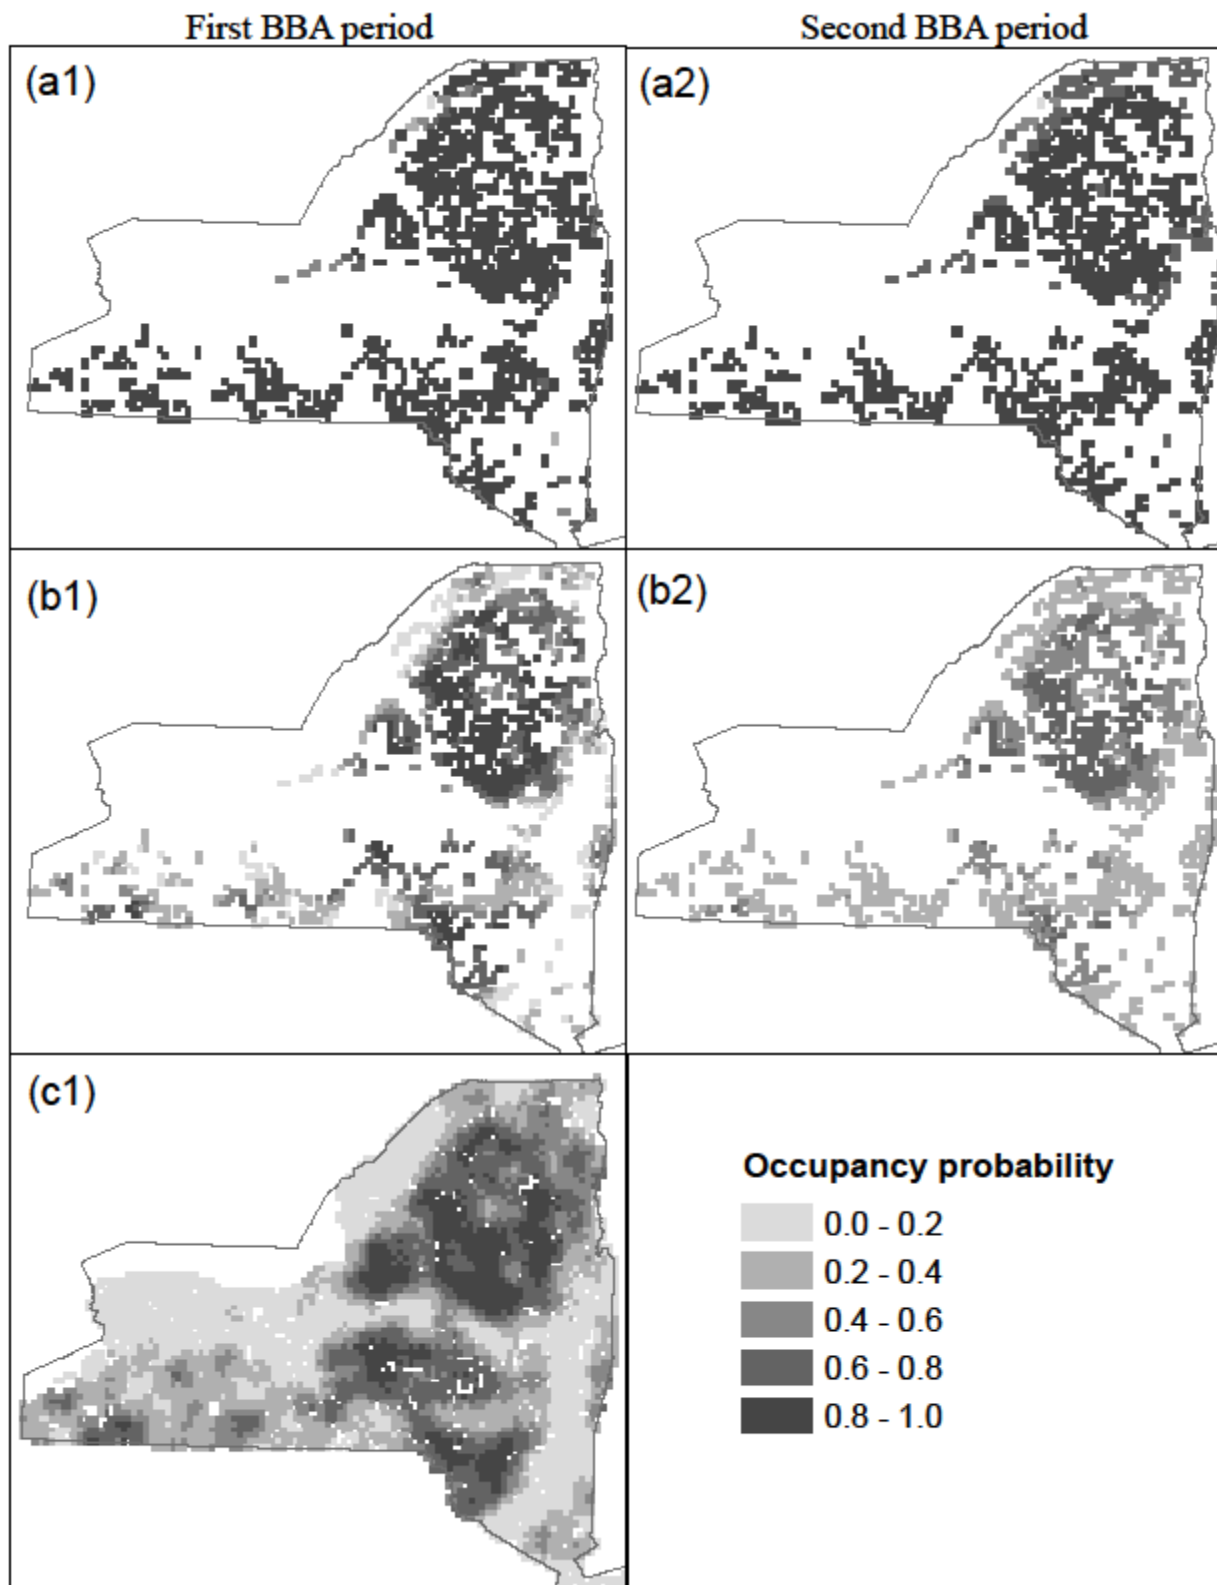 First BBA period
Second BBA period
(a1)
(a2)
(b1)
(b2)
(c1)
Occupancy probability
0.0 - 0.2
0.2 - 0.4
0.4 - 0.6
0.6 - 0.8
0.8 - 1.0